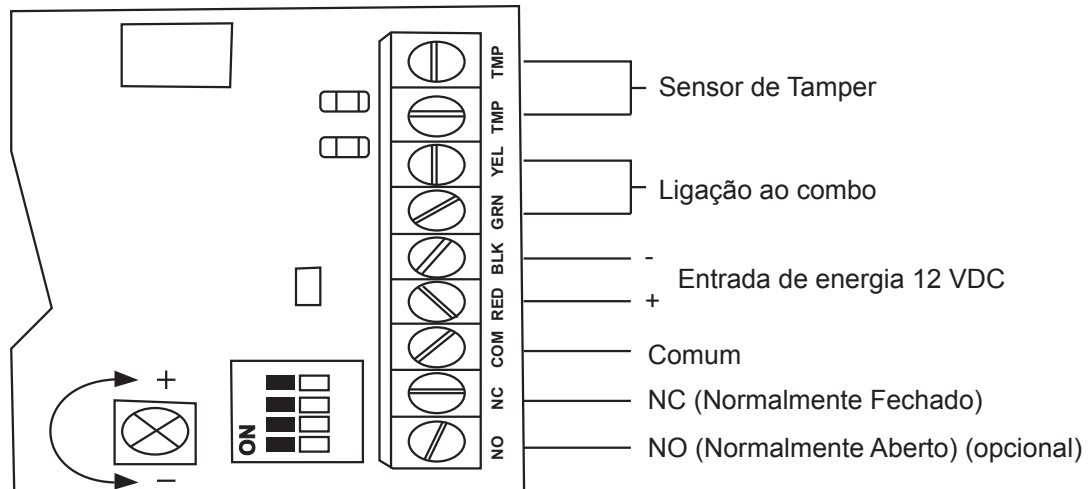 TMP
TMP
YEL
GRN
BLK
RED
COM
NC
NO
Sensor de Tamper
Ligação ao combo
-
Entrada de energia 12 VDC
+
Comum
NC (Normalmente Fechado)
NO (Normalmente Aberto) (opcional)
+
−
ON